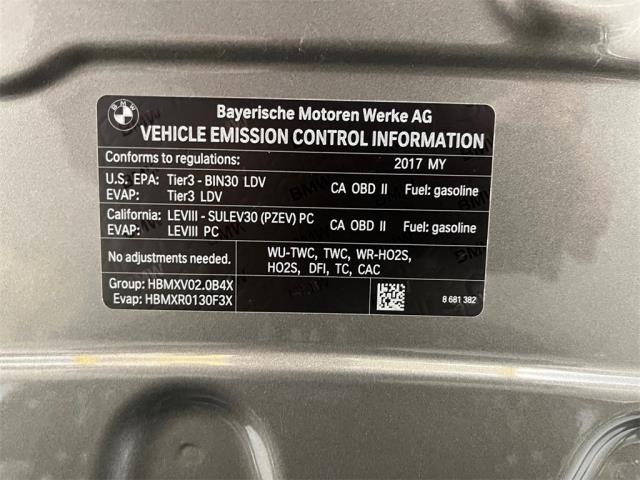 BMW
Bayerische Motoren Werke AG
VEHICLE EMISSION CONTROL INFORMATION
Conforms to regulations: 2017 MY
U.S. EPA: Tier3 - BIN30 LDV CA OBD II Fuel: gasoline
EVAP: Tier3 LDV
California: LEVIII - SULEV30 (PZEV) PC CA OBD II Fuel: gasoline
EVAP: LEVIII PC
No adjustments needed. WU-TWC, TWC, WR-HO2S,
HO2S, DFI, TC, CAC
Group: HBMXV02.0B4X
Evap: HBMXR0130F3X
8 681 382